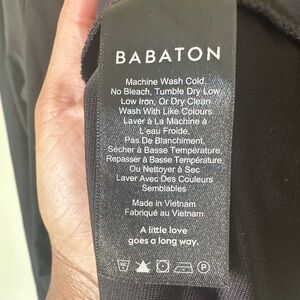 BABATON
Machine Wash Cold,
No Bleach, Tumble Dry Low,
Low Iron, Or Dry Clean
Wash With Like Colours
Laver à La Machine à
L'eau Froide,
Pas De Blanchiment,
Sécher à Basse Température,
Repasser à Basse Température,
Ou Nettoyer à Sec
Laver Avec Des Couleurs
Semblables
Made in Vietnam
Fabriqué au Vietnam
A little love
goes a long way.